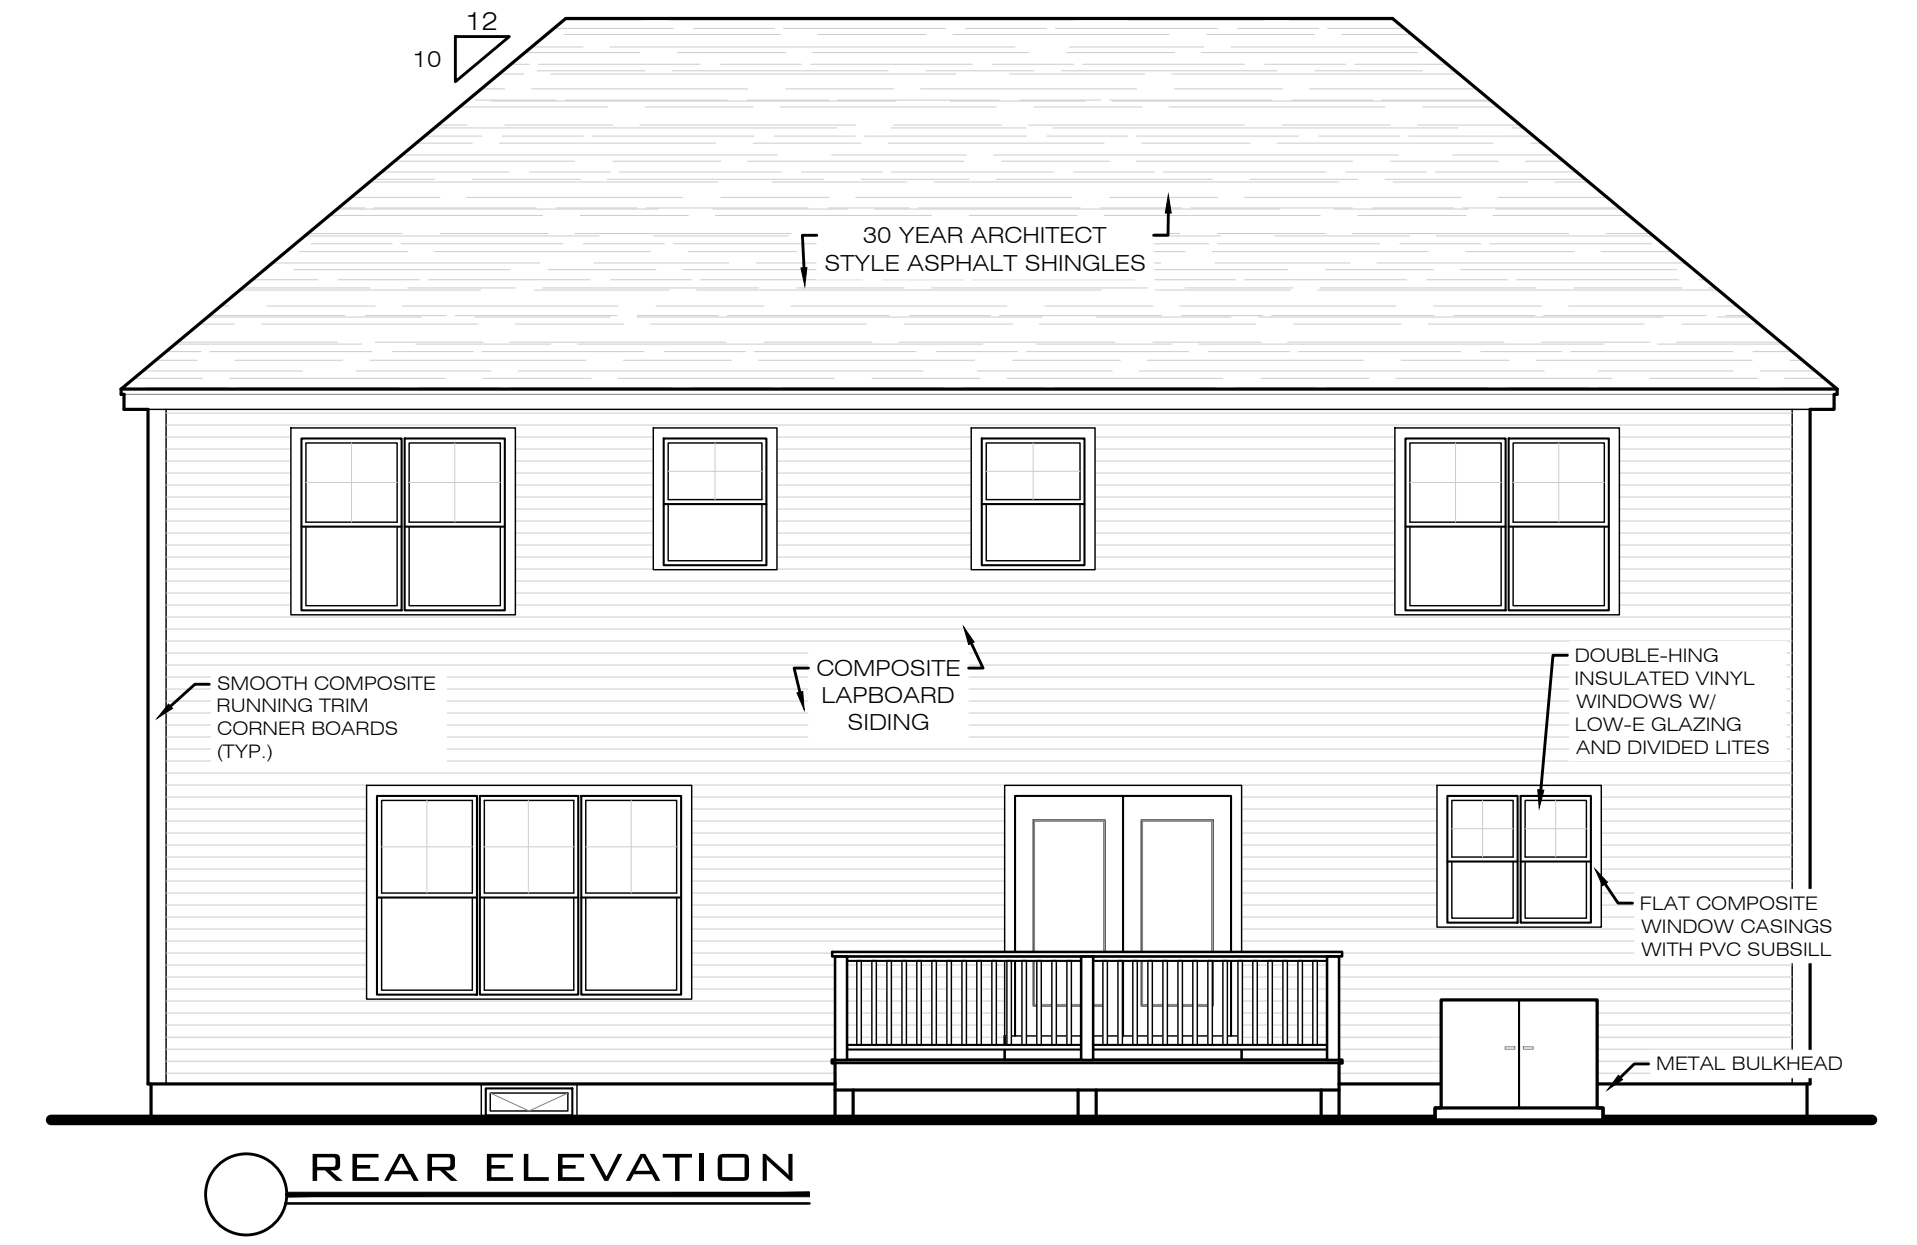 12
10
30 YEAR ARCHITECT
STYLE ASPHALT SHINGLES
SMOOTH COMPOSITE
RUNNING TRIM
CORNER BOARDS
(TYP.)
COMPOSITE
LAPBOARD
SIDING
DOUBLE-HING
INSULATED VINYL
WINDOWS W/
LOW-E GLAZING
AND DIVIDED LITES
FLAT COMPOSITE
WINDOW CASINGS
WITH PVC SUBSILL
METAL BULKHEAD
REAR ELEVATION